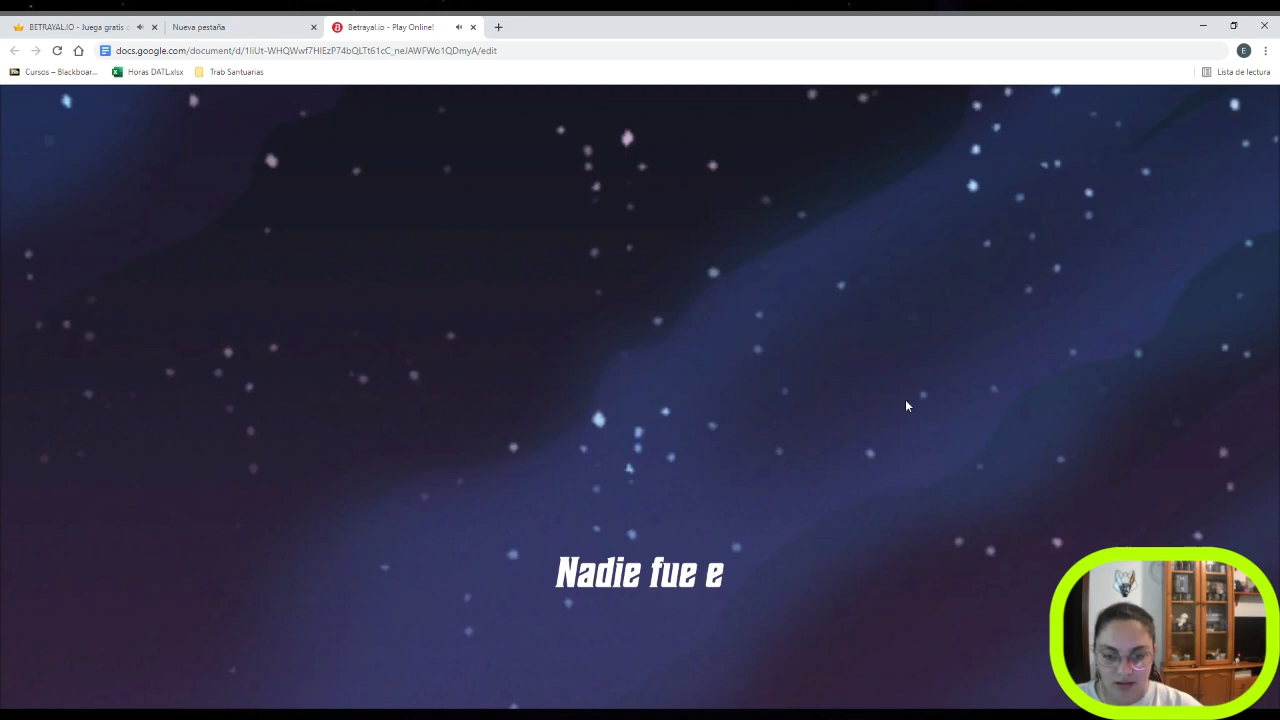 BETRAYAL.IO - Juega gratis
Nueva pestaña
Betrayal.io - Play Online!
docs.google.com/document/d/1IiUt-WHQWwf7HIEzP74bQLTt61cC_neJAWFWo1QDmyA/edit
E
Cursos – Blackboar...
Horas DATL.xlsx
Trab Santuarias
Lista de lectura
Nadie fue e